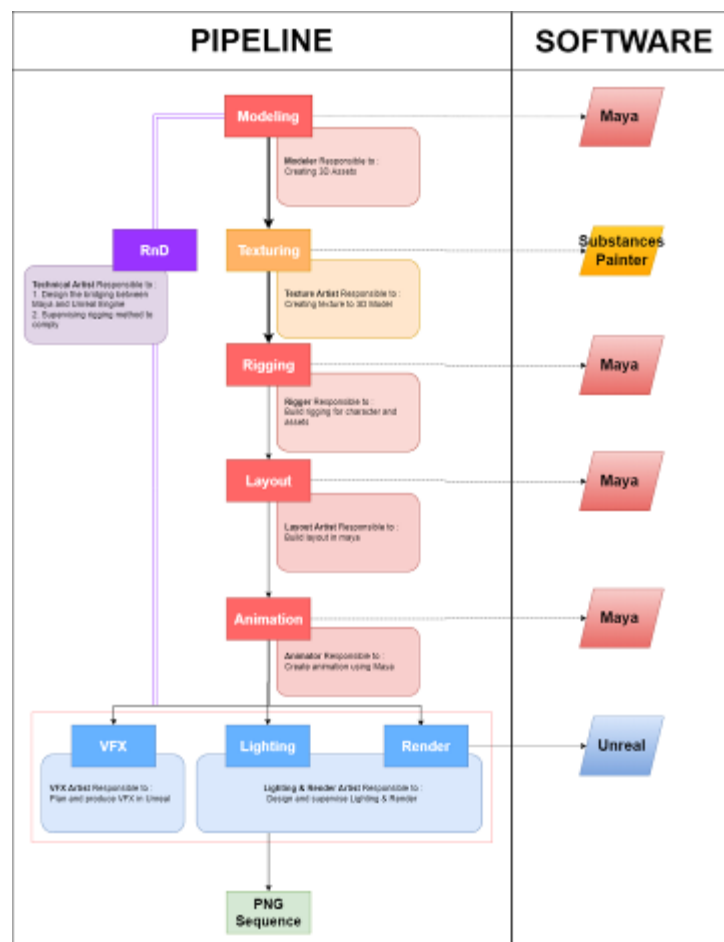 PIPELINE
SOFTWARE
Modeling
Maya
Modeler Responsible to :
Creating 3D Assets
RnD
Technical Artist Responsible to :
1. Design the bridging between
Maya and Unreal Engine
2. Supervising rigging method to
comply
Texturing
Substances
Painter
Texture Artist Responsible to :
Creating texture to 3D Model
Rigging
Maya
Rigger Responsible to :
Build rigging for character and
assets
Layout
Maya
Layout Artist Responsible to :
Build layout in maya
Animation
Maya
Animator Responsible to :
Create animation using Maya
VFX
Lighting
Render
Unreal
VFX Artist Responsible to :
Plan and produce VFX in Unreal
Lighting & Render Artist Responsible to :
Design and supervise Lighting & Render
PNG
Sequence